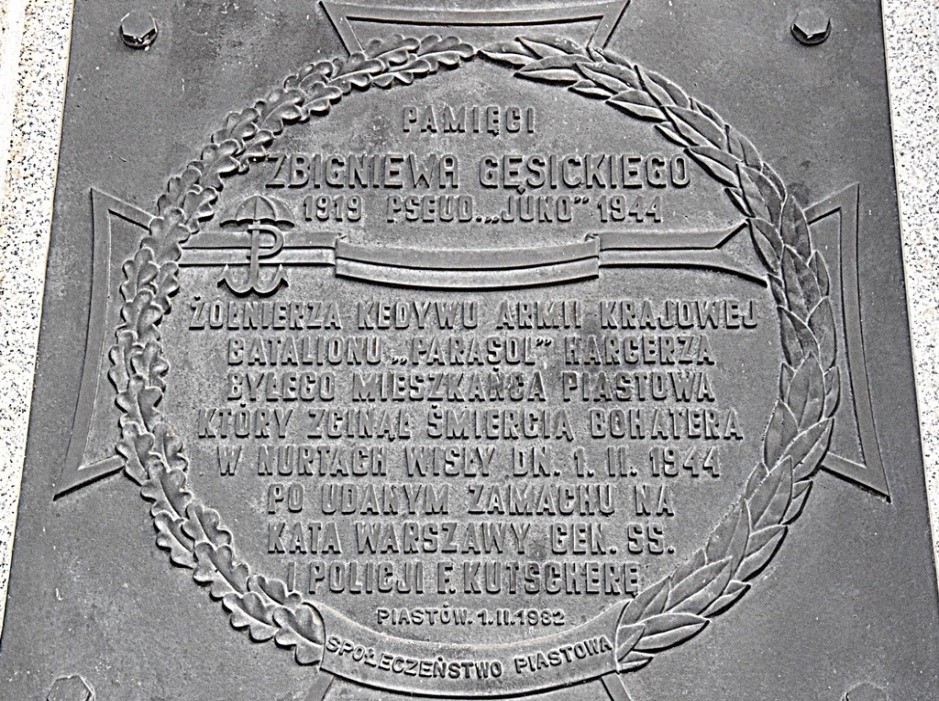 PAMIĘCI
ZBIGNIEWA GĘSICKIEGO
1919 PSEUD. „JUNO" 1944
P
ŻOŁNIERZA KEDYWU ARMII KRAJOWEJ
BATALIONU „PARASOL" HARCERZA
BYŁEGO MIESZKAŃCA PIASTOWA
KTÓRY ZGINĄŁ ŚMIERCIĄ BOHATERA
W NURTACH WISŁY DN. 1. II. 1944
PO UDANYM ZAMACHU NA
KATA WARSZAWY GEN. SS.
I POLICJI F. KUTSCHERĘ
PIASTÓW. 1.II.1982
SPOŁECZEŃSTWO PIASTOWA